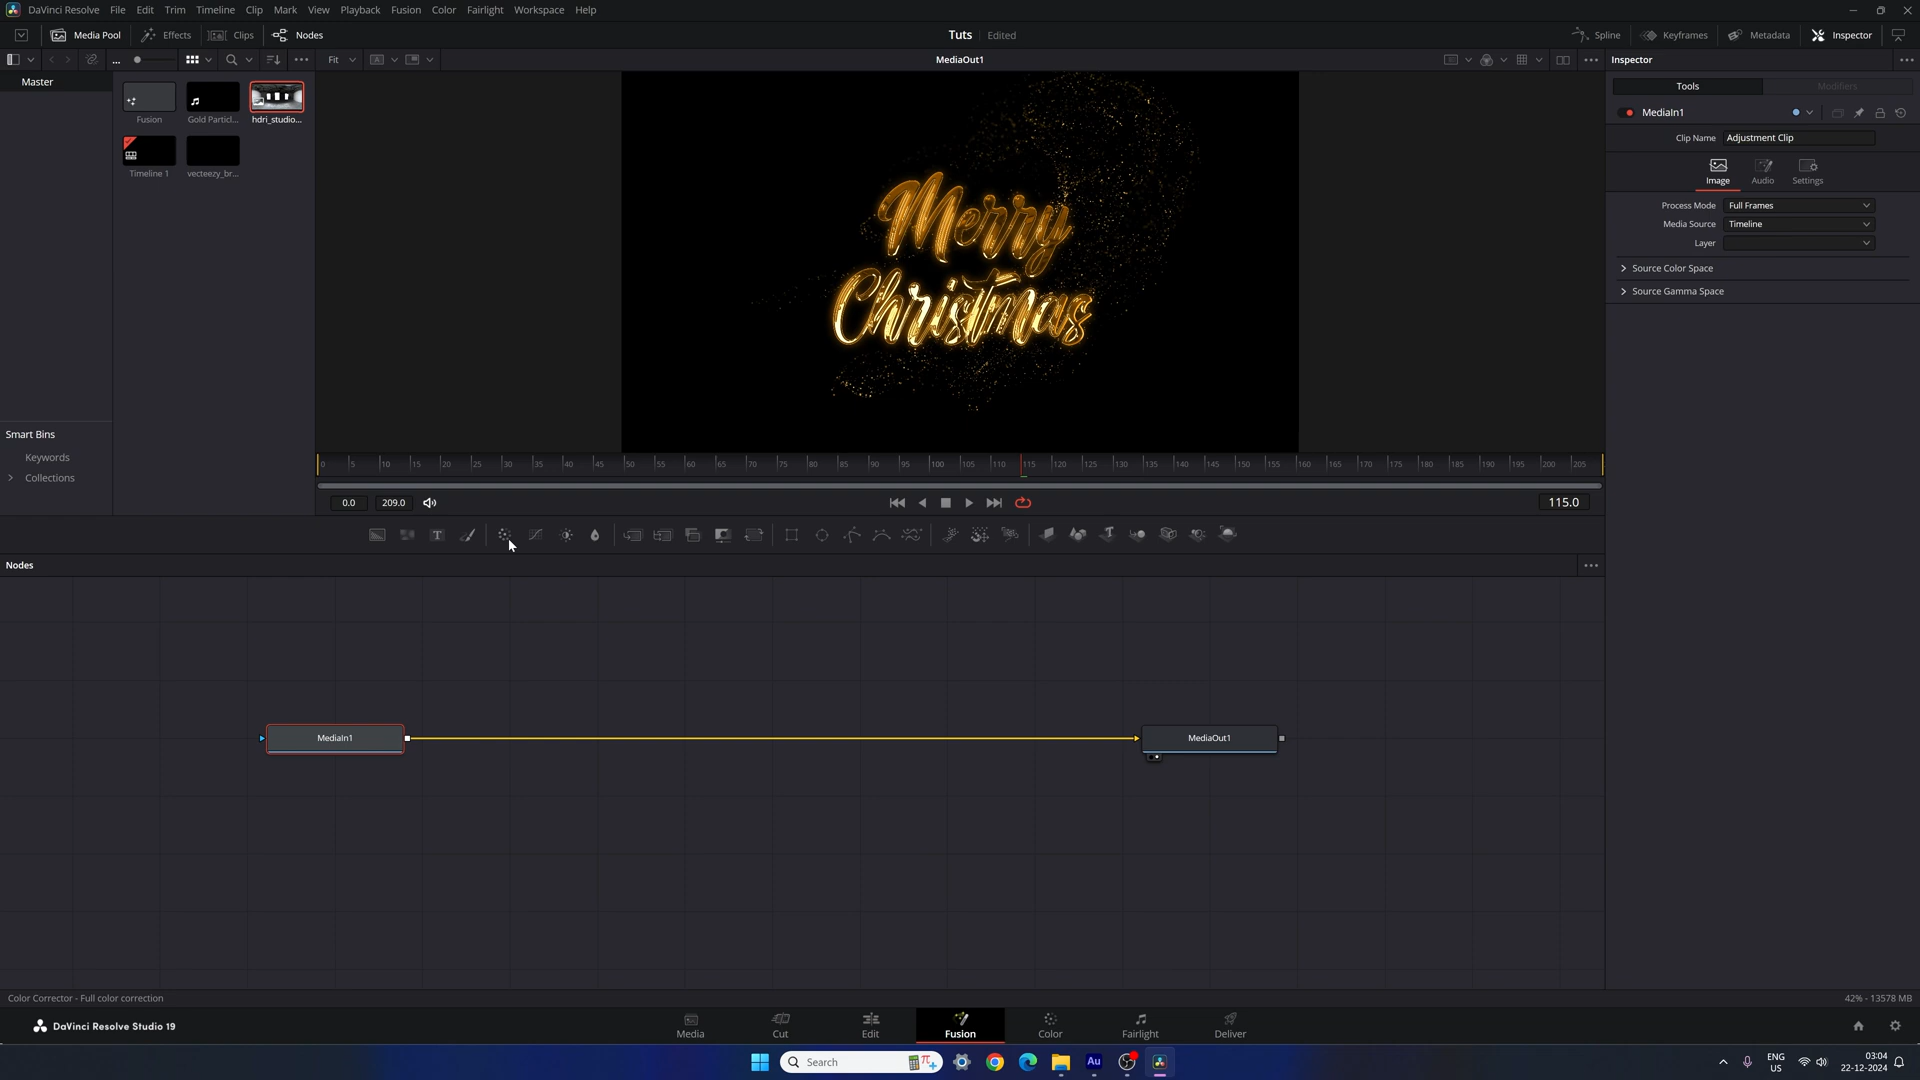 DaVinci Resolve File Edit Trim Timeline Clip Mark View Playback Fusion Color Fairlight Workspace Help
Media Pool Effects Clips Nodes Tuts Edited Spline Keyframes Metadata Inspector
... Fit MediaOut1 Inspector
Master
Fusion Gold Particl... hdri_studio...
Timeline 1 vecteezy_br...
Merry
Christmas
Tools Modifiers
MediaIn1
Clip Name Adjustment Clip
Image Audio Settings
Process Mode Full Frames
Media Source Timeline
Layer
Source Color Space
Source Gamma Space
Smart Bins
Keywords
Collections
0 5 10 15 20 25 30 35 40 45 50 55 60 65 70 75 80 85 90 95 100 105 110 115 120 125 130 135 140 145 150 155 160 165 170 175 180 185 190 195 200 205
0.0 209.0 115.0
Nodes
MediaIn1 MediaOut1
Color Corrector - Full color correction 42% - 13578 MB
DaVinci Resolve Studio 19 Media Cut Edit Fusion Color Fairlight Deliver
Search Au ENG US 03:04 22-12-2024